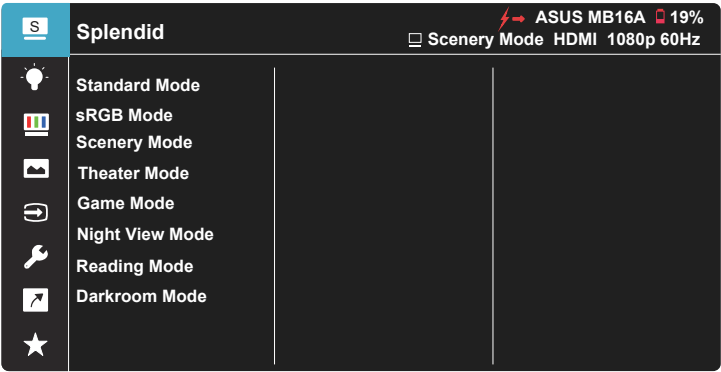 S
Splendid
ASUS MB16A 19%
Scenery Mode HDMI 1080p 60Hz
Standard Mode
sRGB Mode
Scenery Mode
Theater Mode
Game Mode
Night View Mode
Reading Mode
Darkroom Mode